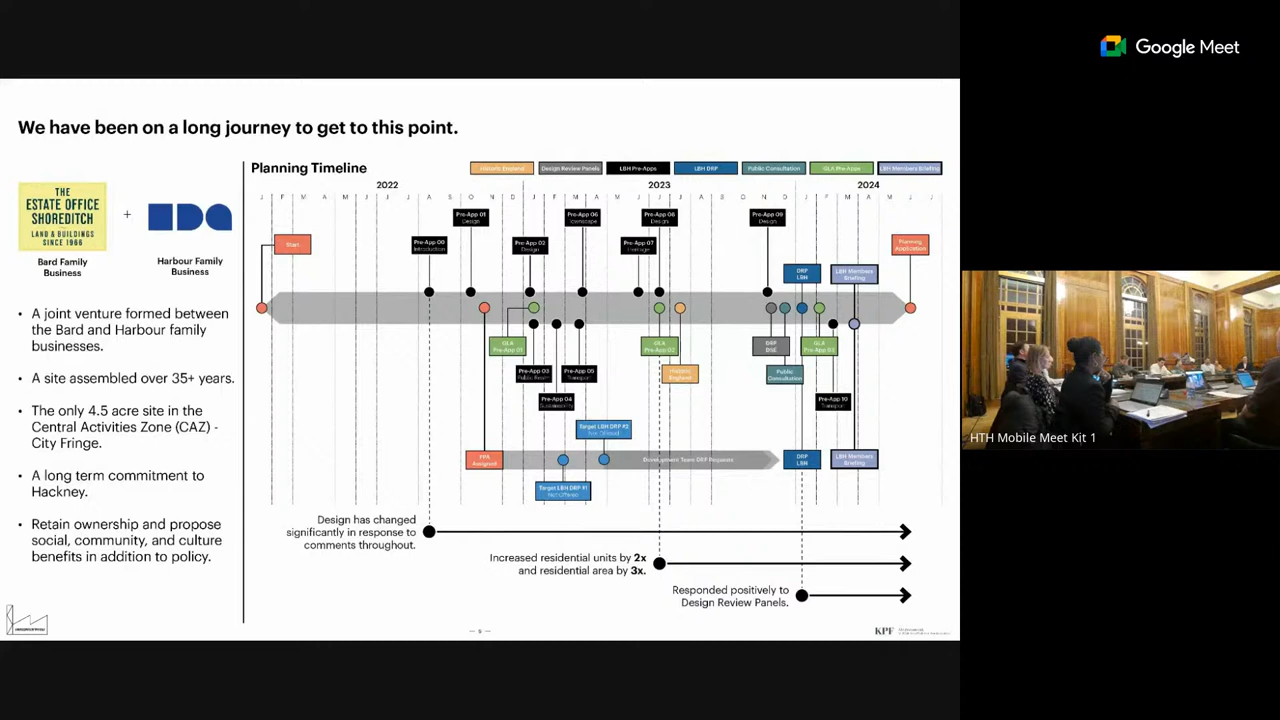 Google Meet
We have been on a long journey to get to this point.
THE
ESTATE OFFICE
SHOREDITCH
LAND & BUILDINGS
SINCE 1966
+
Bard Family
Business
Harbour Family
Business
• A joint venture formed between
the Bard and Harbour family
businesses.
• A site assembled over 35+ years.
• The only 4.5 acre site in the
Central Activities Zone (CAZ) -
City Fringe.
• A long term commitment to
Hackney.
• Retain ownership and propose
social, community, and culture
benefits in addition to policy.
Planning Timeline
Historic England
Design Review Panels
LBH Pre-Apps
LBH DRP
Public Consultation
GLA Pre-Apps
LBH Members Briefing
2022
2023
2024
J F M A M J J A S O N D J F M A M J J A S O N D J F M A M J J
Pre-App 01
Design
Pre-App 06
Townscape
Pre-App 08
Design
Pre-App 09
Design
Start
Pre-App 00
Introduction
Pre-App 02
Design
Pre-App 07
Planning
Application
DRP
LBH
LBH Members
Briefing
GLA
Pre-App 01
GLA
Pre-App 02
DRP
GLA
Pre-App 03
Pre-App 03
Public Realm
Pre-App 05
Transport
Historic
England
Public
Consultation
Pre-App 04
Sustainability
Pre-App 10
Transport
Target LBH DRP #2
Not Offered
PPA
Assigned
Development Team DRP Requests
DRP
LBH
LBH Members
Briefing
Target LBH DRP #1
Not Offered
Design has changed
significantly in response to
comments throughout.
Increased residential units by 2x
and residential area by 3x.
Responded positively to
Design Review Panels.
KPF
HTH Mobile Meet Kit 1